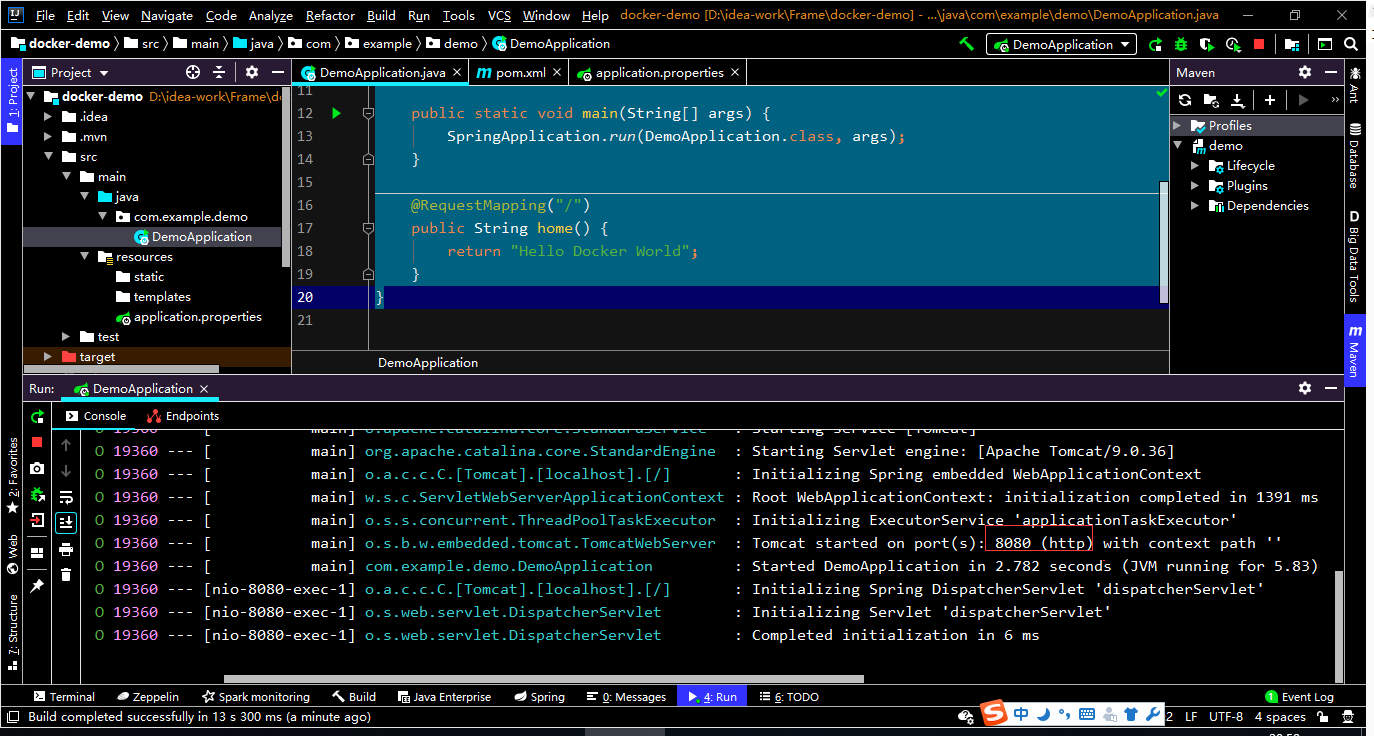 File Edit View Navigate Code Analyze Refactor Build Run Tools VCS Window Help docker-demo [D:\idea-work\Frame\docker-demo] - ...\java\com\example\demo\DemoApplication.java
docker-demo src main java com example demo DemoApplication DemoApplication
1: Project
Project
DemoApplication.java pom.xml application.properties
Maven
docker-demo D:\idea-work\Frame\d
.idea
.mvn
src
main
java
com.example.demo
DemoApplication
resources
static
templates
application.properties
test
target
11
12 public static void main(String[] args) {
13 SpringApplication.run(DemoApplication.class, args);
14 }
15
16 @RequestMapping("/")
17 public String home() {
18 return "Hello Docker World";
19 }
20 }
21
DemoApplication
Profiles
demo
Lifecycle
Plugins
Dependencies
Ant
Database
D Big Data Tools
m Maven
Run: DemoApplication
Console Endpoints
O 19360 --- [ main] o.apache.catalina.core.StandardService : Starting service [Tomcat]
O 19360 --- [ main] org.apache.catalina.core.StandardEngine : Starting Servlet engine: [Apache Tomcat/9.0.36]
O 19360 --- [ main] o.a.c.c.C.[Tomcat].[localhost].[/] : Initializing Spring embedded WebApplicationContext
O 19360 --- [ main] w.s.c.ServletWebServerApplicationContext : Root WebApplicationContext: initialization completed in 1391 ms
O 19360 --- [ main] o.s.s.concurrent.ThreadPoolTaskExecutor : Initializing ExecutorService 'applicationTaskExecutor'
O 19360 --- [ main] o.s.b.w.embedded.tomcat.TomcatWebServer : Tomcat started on port(s): 8080 (http) with context path ''
O 19360 --- [ main] com.example.demo.DemoApplication : Started DemoApplication in 2.782 seconds (JVM running for 5.83)
O 19360 --- [nio-8080-exec-1] o.a.c.c.C.[Tomcat].[localhost].[/] : Initializing Spring DispatcherServlet 'dispatcherServlet'
O 19360 --- [nio-8080-exec-1] o.s.web.servlet.DispatcherServlet : Initializing Servlet 'dispatcherServlet'
O 19360 --- [nio-8080-exec-1] o.s.web.servlet.DispatcherServlet : Completed initialization in 6 ms
2: Favorites
Web
7: Structure
Terminal Zeppelin Spark monitoring Build Java Enterprise Spring 0: Messages 4: Run 6: TODO 1 Event Log
Build completed successfully in 13 s 300 ms (a minute ago) S 中 2 LF UTF-8 4 spaces